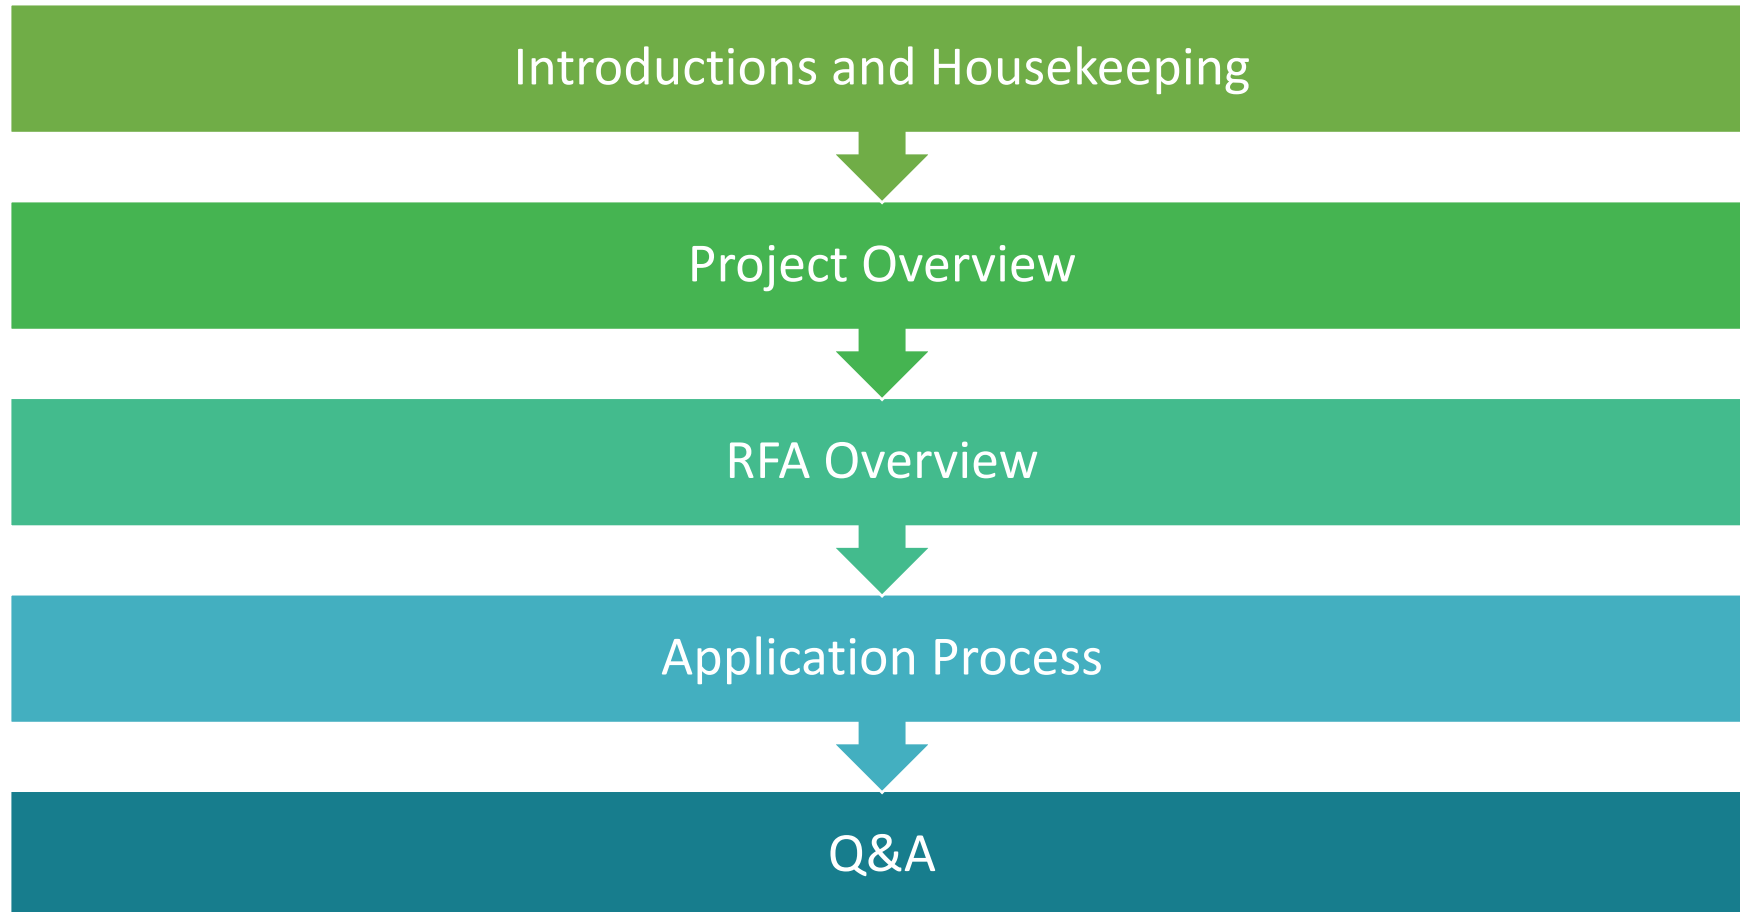 Introductions and Housekeeping
Project Overview
RFA Overview
Application Process
Q&A